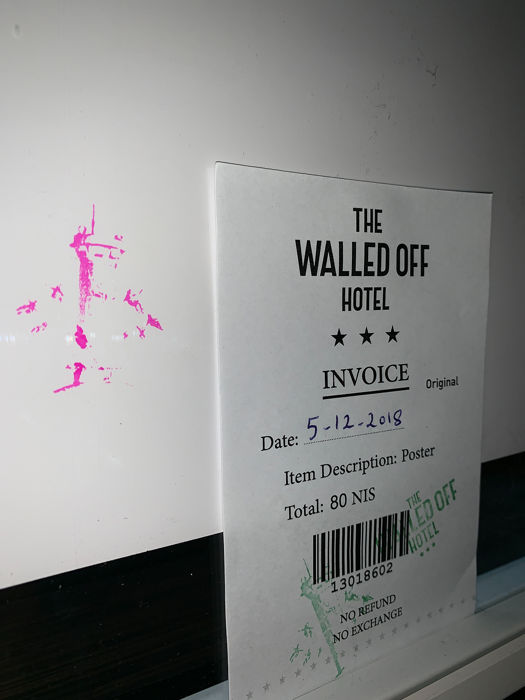 THE
WALLED OFF
HOTEL
INVOICE
Original
Date: 5-12-2018
Item Description: Poster
Total: 80 NIS
THE
WALLED OFF
HOTEL
13018602
NO REFUND
NO EXCHANGE